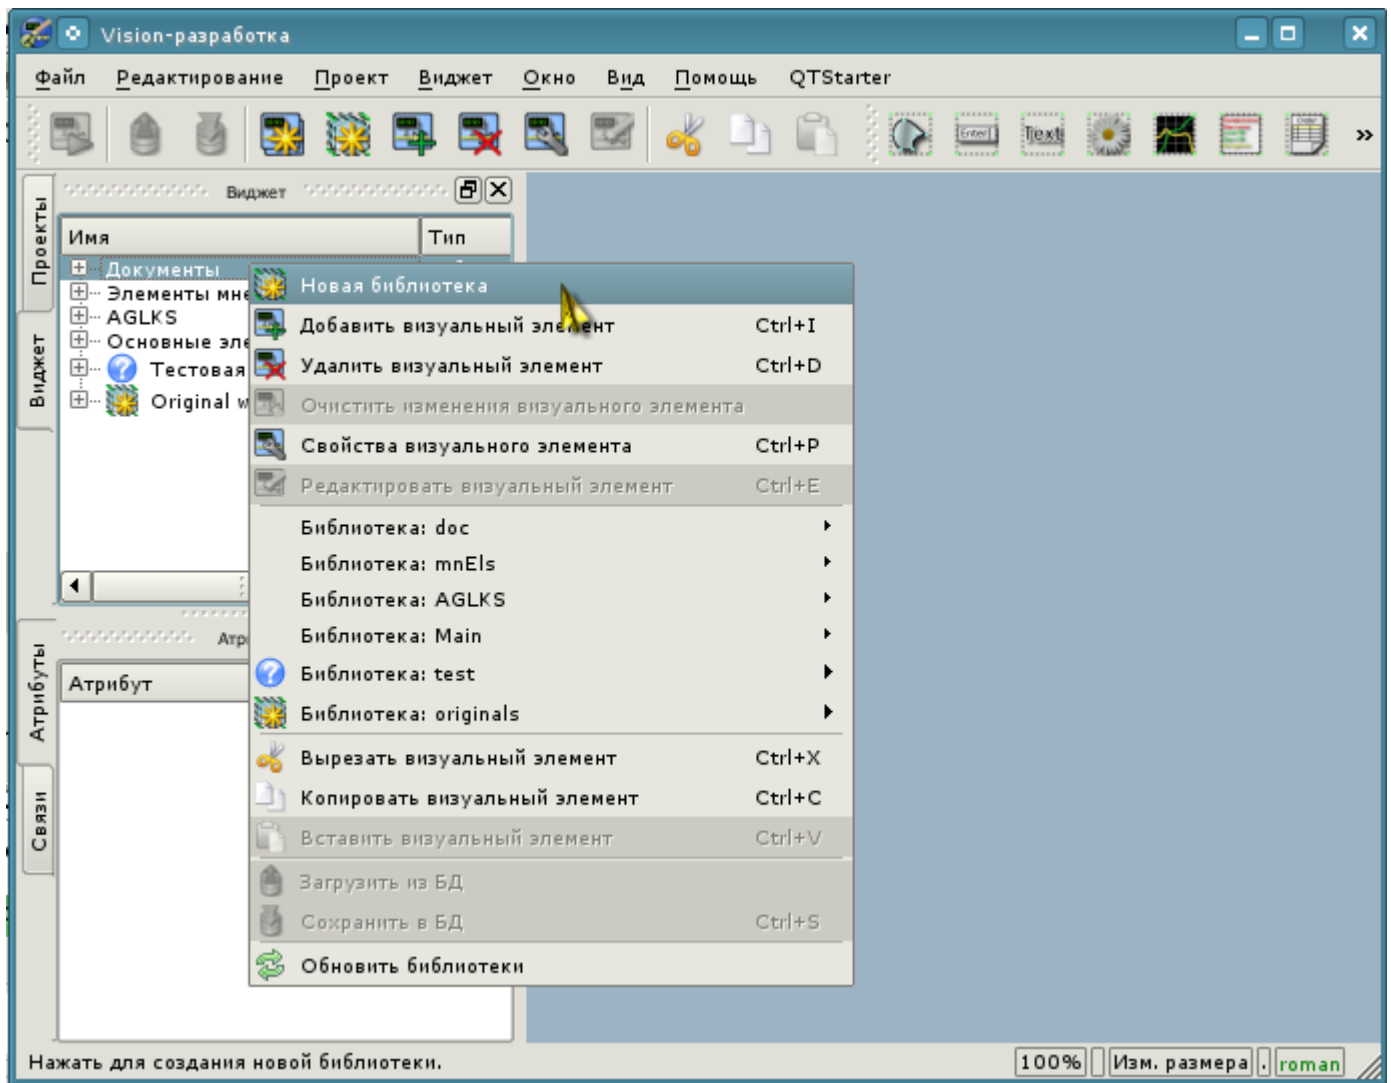 Vision-разработка
Файл Редактирование Проект Виджет Окно Вид Помощь QTStarter
Enter
Text
»
Проекты
Виджет
Виджет
Имя Тип
Документы
Элементы
AGLKS
Основные
Тестовая
Original
Новая библиотека
Добавить визуальный элемент Ctrl+I
Удалить визуальный элемент Ctrl+D
Очистить изменения визуального элемента
Свойства визуального элемента Ctrl+P
Редактировать визуальный элемент Ctrl+E
Библиотека: doc
Библиотека: mnEls
Библиотека: AGLKS
Библиотека: Main
Библиотека: test
Библиотека: originals
Вырезать визуальный элемент Ctrl+X
Копировать визуальный элемент Ctrl+C
Вставить визуальный элемент Ctrl+V
Загрузить из БД
Сохранить в БД Ctrl+S
Обновить библиотеки
Атрибуты
Связи
Атрибут
Нажать для создания новой библиотеки.
100% Изм. размера . roman